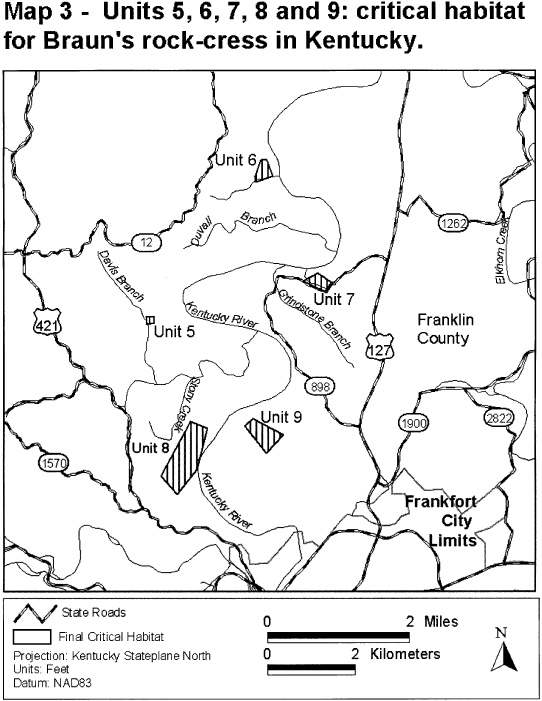 Map 3 - Units 5, 6, 7, 8 and 9: critical habitat
for Braun's rock-cress in Kentucky.
Unit 6
Duvall Branch
1262
12
Elkhorn Creek
Davis Branch
Unit 7
Grindstone Branch
Kentucky River
421
Unit 5
Franklin
County
127
898
Stony Creek
Unit 9
1900
2822
Unit 8
1570
Kentucky River
Frankfort
City
Limits
State Roads
Final Critical Habitat
Projection: Kentucky Stateplane North
Units: Feet
Datum: NAD83
0 2 Miles
0 2 Kilometers
N